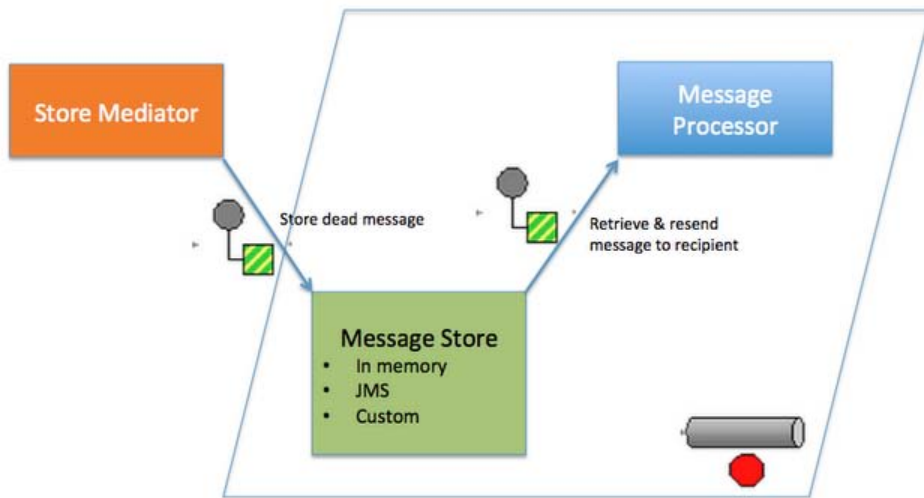 Store Mediator
Message
Processor
Store dead message
Retrieve & resend
message to recipient
Message Store
• In memory
• JMS
• Custom